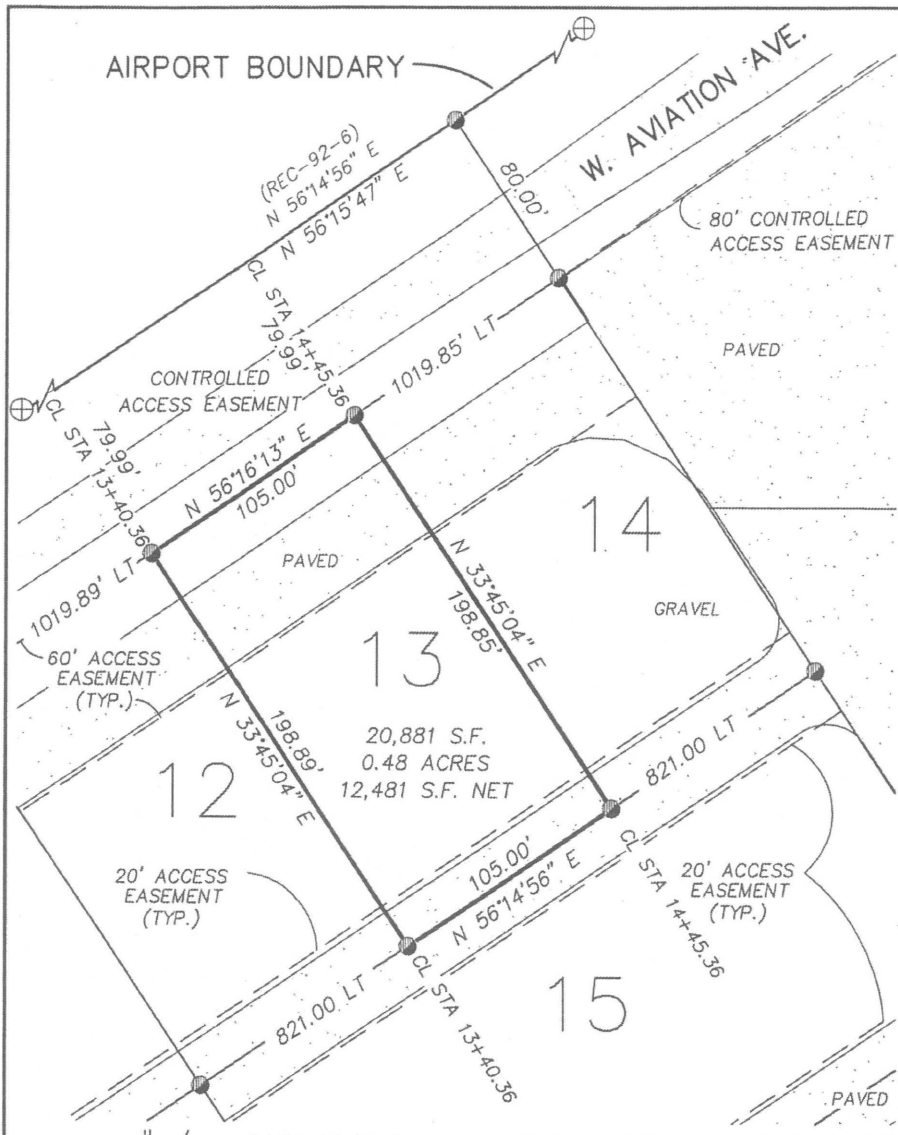 AIRPORT BOUNDARY
W. AVIATION AVE.
(REC-92-6)
N 56°14'56" E
N 56°15'47" E
80.00'
80' CONTROLLED
ACCESS EASEMENT
CL STA 14+45.36
79.99'
1019.85' LT
PAVED
CONTROLLED
ACCESS EASEMENT
CL STA 13+40.36
79.99'
N 56°16'13" E
105.00'
1019.89' LT
PAVED
14
GRAVEL
N 33°45'04" E
198.85'
60' ACCESS
EASEMENT
(TYP.)
13
20,881 S.F.
0.48 ACRES
12,481 S.F. NET
198.89'
N 33°45'04" E
12
821.00 LT
20' ACCESS
EASEMENT
(TYP.)
105.00'
N 56°14'56" E
CL STA 14+45.36
20' ACCESS
EASEMENT
(TYP.)
821.00 LT
CL STA 13+40.36
15
PAVED